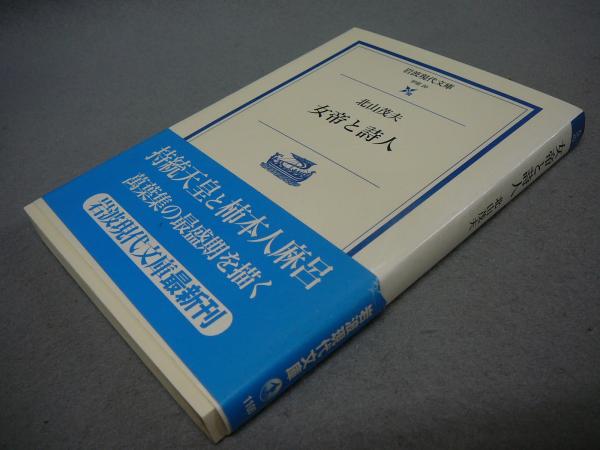 岩波現代文庫
北山茂夫
女帝と詩人
持統天皇と柿本人麻呂
萬葉集の最盛期を描く
岩波現代文庫最新刊
女帝と詩人 北山茂夫
岩波現代文庫